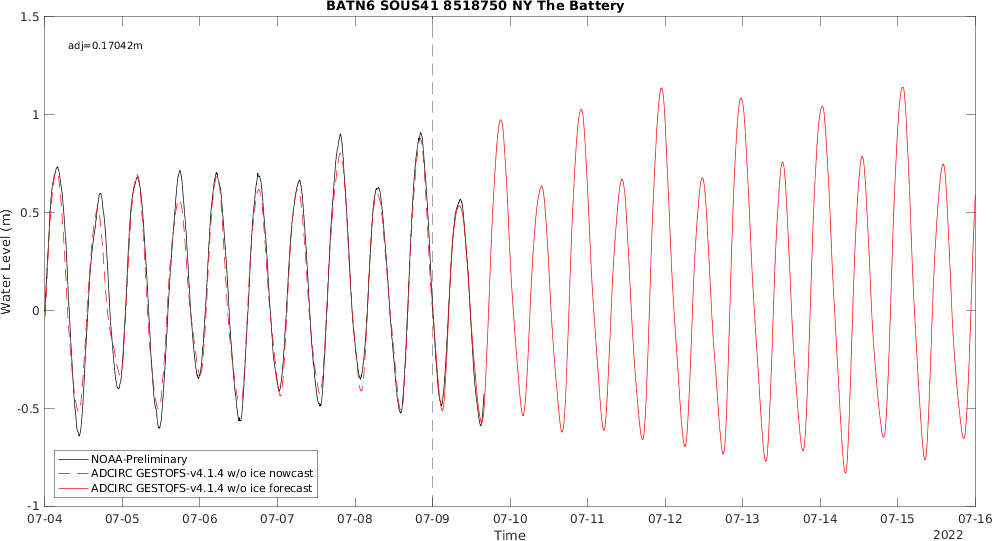 BATN6 SOUS41 8518750 NY The Battery
1.5
adj=0.17042m
1
0.5
Water Level (m)
0
-0.5
NOAA-Preliminary
ADCIRC GESTOFS-v4.1.4 w/o ice nowcast
ADCIRC GESTOFS-v4.1.4 w/o ice forecast
-1
07-04 07-05 07-06 07-07 07-08 07-09 07-10 07-11 07-12 07-13 07-14 07-15 07-16
Time
2022